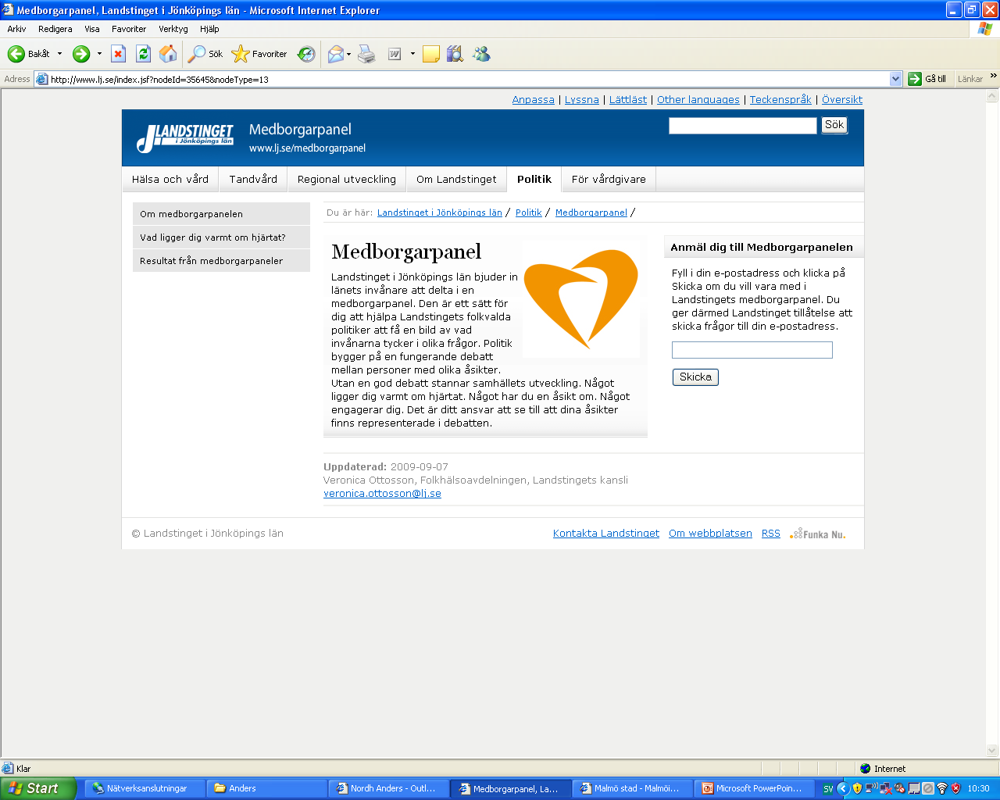 Medborgarpanel, Landstinget i Jönköpings län - Microsoft Internet Explorer
Arkiv Redigera Visa Favoriter Verktyg Hjälp
Bakåt Sök Favoriter
Adress http://www.lj.se/index.jsf?nodeId=35645&nodeType=13 Gå till Länkar »
Anpassa | Lyssna | Lättläst | Other languages | Teckenspråk | Översikt
LANDSTINGET
i Jönköpings län
Medborgarpanel
www.lj.se/medborgarpanel
Sök
Hälsa och vård Tandvård Regional utveckling Om Landstinget Politik För vårdgivare
Om medborgarpanelen
Vad ligger dig varmt om hjärtat?
Resultat från medborgarpaneler
Du är här: Landstinget i Jönköpings län / Politik / Medborgarpanel /
Medborgarpanel
Landstinget i Jönköpings län bjuder in
länets invånare att delta i en
medborgarpanel. Den är ett sätt för
dig att hjälpa Landstingets folkvalda
politiker att få en bild av vad
invånarna tycker i olika frågor. Politik
bygger på en fungerande debatt
mellan personer med olika åsikter.
Utan en god debatt stannar samhällets utveckling. Något
ligger dig varmt om hjärtat. Något har du en åsikt om. Något
engagerar dig. Det är ditt ansvar att se till att dina åsikter
finns representerade i debatten.
Anmäl dig till Medborgarpanelen
Fyll i din e-postadress och klicka på
Skicka om du vill vara med i
Landstingets medborgarpanel. Du
ger därmed Landstinget tillåtelse att
skicka frågor till din e-postadress.
Skicka
Uppdaterad: 2009-09-07
Veronica Ottosson, Folkhälsoavdelningen, Landstingets kansli
veronica.ottosson@lj.se
© Landstinget i Jönköpings län
Kontakta Landstinget Om webbplatsen RSS Funka Nu.
Klar Internet
Start Nätverksanslutningar Anders Nordh Anders - Outl... Medborgarpanel, La... Malmö stad - Malmöi... Microsoft PowerPoin... SV 10:30